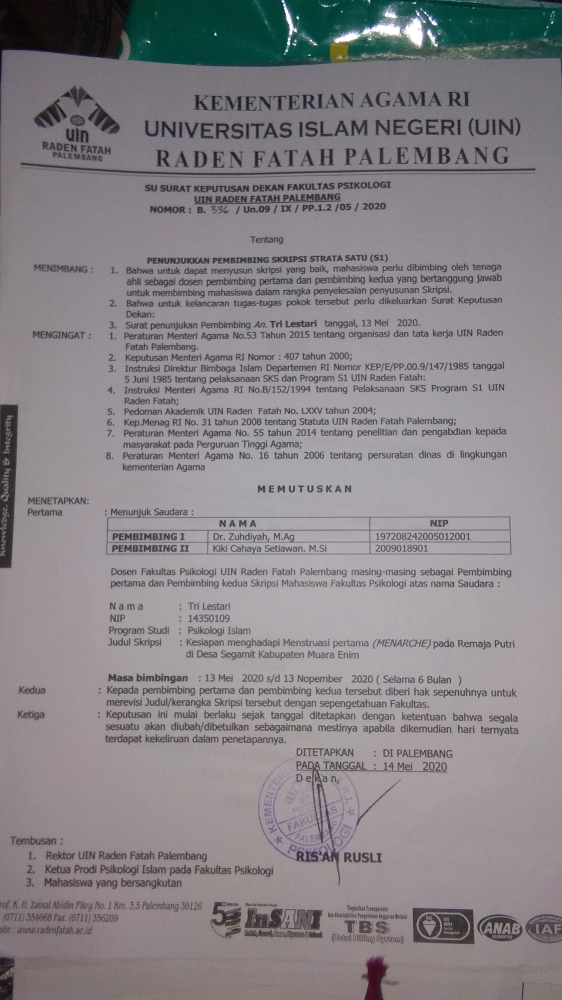 KEMENTERIAN AGAMA RI
UNIVERSITAS ISLAM NEGERI (UIN)
RADEN FATAH PALEMBANG
uin
RADEN FATAH
PALEMBANG
SU SURAT KEPUTUSAN DEKAN FAKULTAS PSIKOLOGI
UIN RADEN FATAH PALEMBANG
NOMOR : B. 336 / Un.09 / IX / PP.1.2 /05 / 2020
Tentang
PENUNJUKKAN PEMBIMBING SKRIPSI STRATA SATU (S1)
MENIMBANG : 1. Bahwa untuk dapat menyusun skripsi yang baik, mahasiswa perlu dibimbing oleh tenaga
ahli sebagai dosen pembimbing pertama dan pembimbing kedua yang bertanggung jawab
untuk membimbing mahasiswa dalam rangka penyelesaian penyusunan Skripsi.
2. Bahwa untuk kelancaran tugas-tugas pokok tersebut perlu dikeluarkan Surat Keputusan
Dekan:
3. Surat penunjukan Pembimbing An. Tri Lestari tanggal, 13 Mei 2020.
MENGINGAT : 1. Peraturan Menteri Agama No.53 Tahun 2015 tentang organisasi dan tata kerja UIN Raden
Fatah Palembang.
2. Keputusan Menteri Agama RI Nomor : 407 tahun 2000;
3. Instruksi Direktur Bimbaga Islam Departemen RI Nomor KEP/E/PP.00.9/147/1985 tanggal
5 Juni 1985 tentang pelaksanaan SKS dan Program S1 UIN Raden Fatah:
4. Instruksi Menteri Agama RI No.B/152/1994 tentang Pelaksanaan SKS Program S1 UIN
Raden Fatah;
5. Pedoman Akademik UIN Raden Fatah No. LXXV tahun 2004;
6. Kep.Menag RI No. 31 tahun 2008 tentang Statuta UIN Raden Fatah Palembang;
7. Peraturan Menteri Agama No. 55 tahun 2014 tentang penelitian dan pengabdian kepada
masyarakat pada Perguruan Tinggi Agama;
8. Peraturan Menteri Agama No. 16 tahun 2006 tentang persuratan dinas di lingkungan
kementerian Agama
Knowledge, Quality & Integrity
MEMUTUSKAN
MENETAPKAN:
Pertama : Menunjuk Saudara :
NAMA NIP
PEMBIMBING I Dr. Zuhdiyah, M.Ag 197208242005012001
PEMBIMBING II Kiki Cahaya Setiawan. M.Si 2009018901
Dosen Fakultas Psikologi UIN Raden Fatah Palembang masing-masing sebagai Pembimbing
pertama dan Pembimbing kedua Skripsi Mahasiswa Fakultas Psikologi atas nama Saudara :
N a m a : Tri Lestari
NIP : 14350109
Program Studi : Psikologi Islam
Judul Skripsi : Kesiapan menghadapi Menstruasi pertama (MENARCHE) pada Remaja Putri
di Desa Segamit Kabupaten Muara Enim
Masa bimbingan : 13 Mei 2020 s/d 13 Nopember 2020 ( Selama 6 Bulan )
Kedua : Kepada pembimbing pertama dan pembimbing kedua tersebut diberi hak sepenuhnya untuk
merevisi Judul/kerangka Skripsi tersebut dengan sepengetahuan Fakultas.
Ketiga : Keputusan ini mulai berlaku sejak tanggal ditetapkan dengan ketentuan bahwa segala
sesuatu akan diubah/dibetulkan sebagaimana mestinya apabila dikemudian hari ternyata
terdapat kekeliruan dalam penetapannya.
DITETAPKAN : DI PALEMBANG
PADA TANGGAL : 14 Mei 2020
Dekan,
FAKULTAS
PALEMBANG
PSIKOLOGI
RIS'AN RUSLI
Tembusan :
1. Rektor UIN Raden Fatah Palembang
2. Ketua Prodi Psikologi Islam pada Fakultas Psikologi
3. Mahasiswa yang bersangkutan
rof. K. H. Zainal Abidin Fikry No. 1 Km. 3,5 Palembang 30126
(0711) 354668 Fax. (0711) 356209
site : www.radenfatah.ac.id
5 InSANI
Tingkatkan Transparansi
dan Akuntabilitas Pengelolaan Anggaran Melalui
TBS
(Total Billing System)
bsi
ISO
9001
ANAB
ACCREDITED
IAF